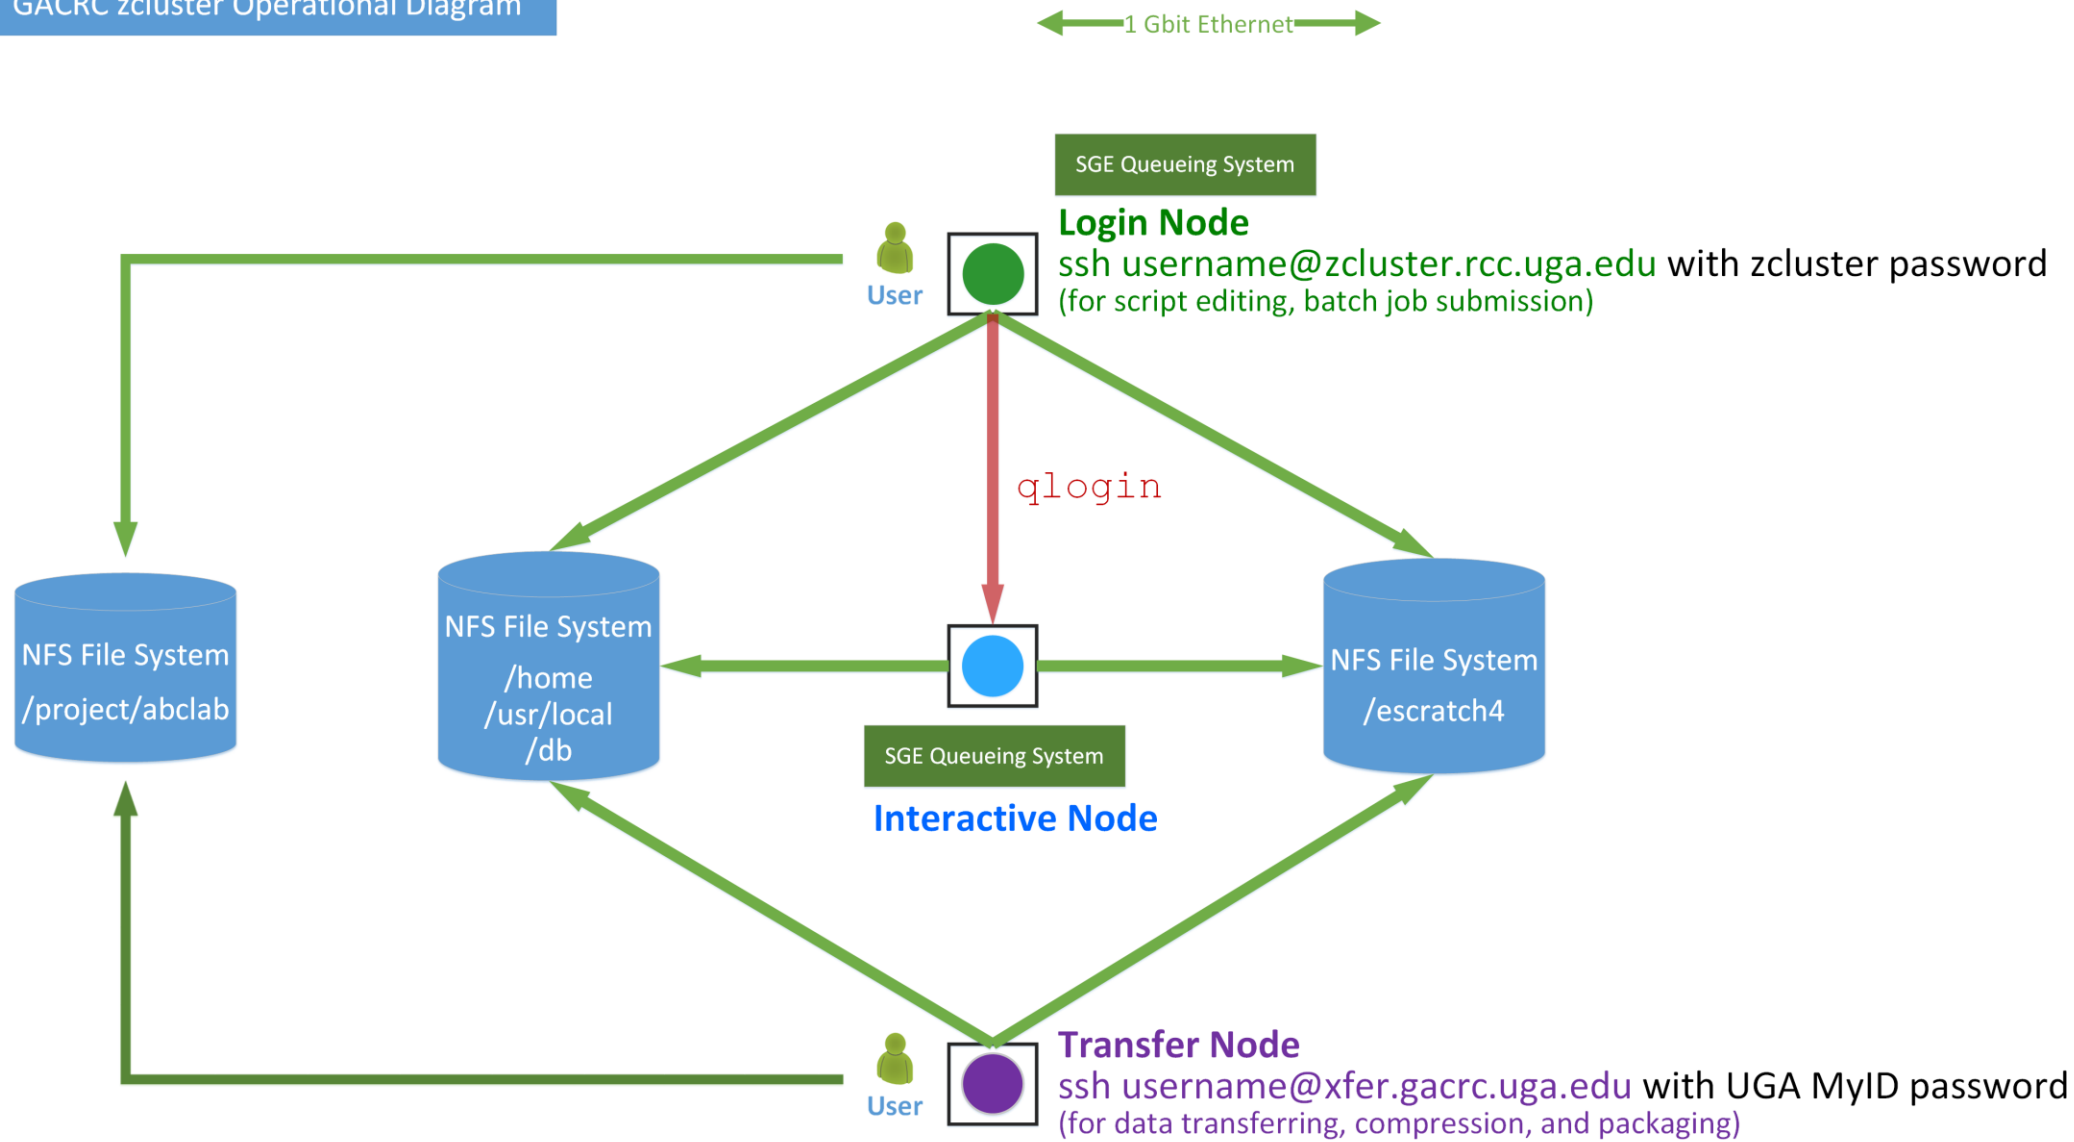 GACRC zcluster Operational Diagram
1 Gbit Ethernet
SGE Queueing System
Login Node
ssh username@zcluster.rcc.uga.edu with zcluster password
(for script editing, batch job submission)
User
qlogin
NFS File System
/project/abclab
NFS File System
/home
/usr/local
/db
NFS File System
/escratch4
SGE Queueing System
Interactive Node
Transfer Node
ssh username@xfer.gacrc.uga.edu with UGA MyID password
(for data transferring, compression, and packaging)
User